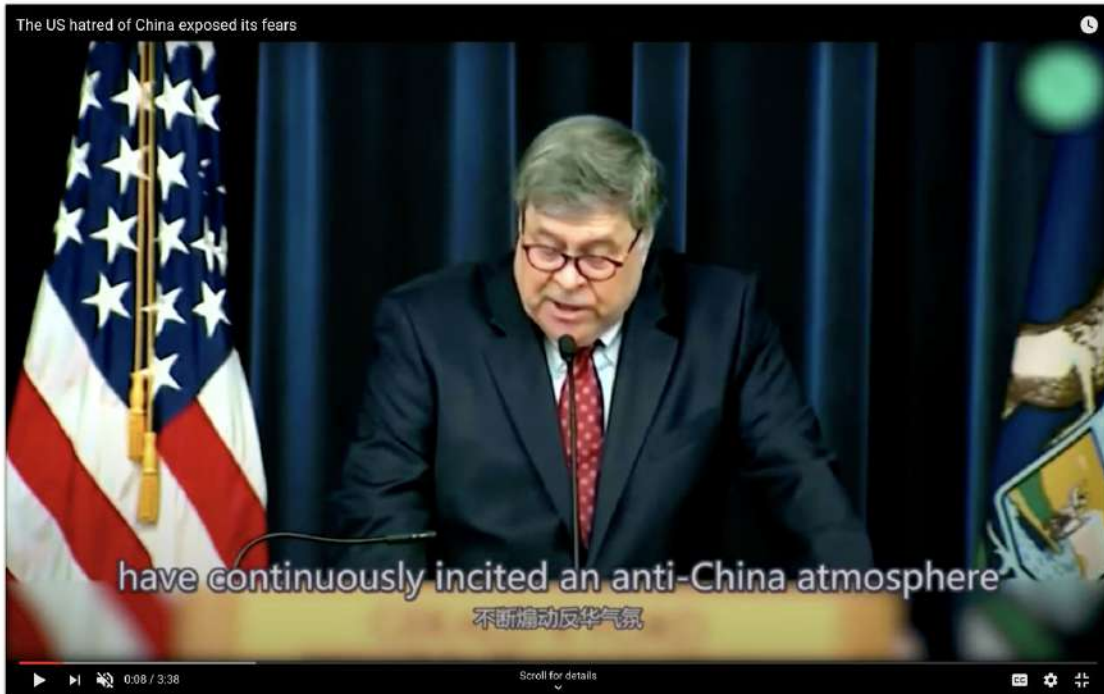 The US hatred of China exposed its fears
have continuously incited an anti-China atmosphere
不断煽动反华气氛
0:08 / 3:38
Scroll for details
CC